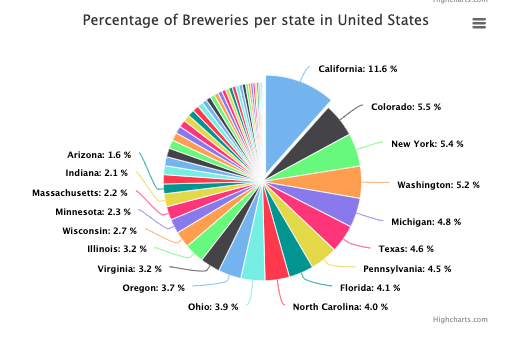 Highcharts.com
Percentage of Breweries per state in United States
California: 11.6 %
Colorado: 5.5 %
New York: 5.4 %
Washington: 5.2 %
Michigan: 4.8 %
Texas: 4.6 %
Pennsylvania: 4.5 %
Florida: 4.1 %
North Carolina: 4.0 %
Ohio: 3.9 %
Oregon: 3.7 %
Virginia: 3.2 %
Illinois: 3.2 %
Wisconsin: 2.7 %
Minnesota: 2.3 %
Massachusetts: 2.2 %
Indiana: 2.1 %
Arizona: 1.6 %
Highcharts.com